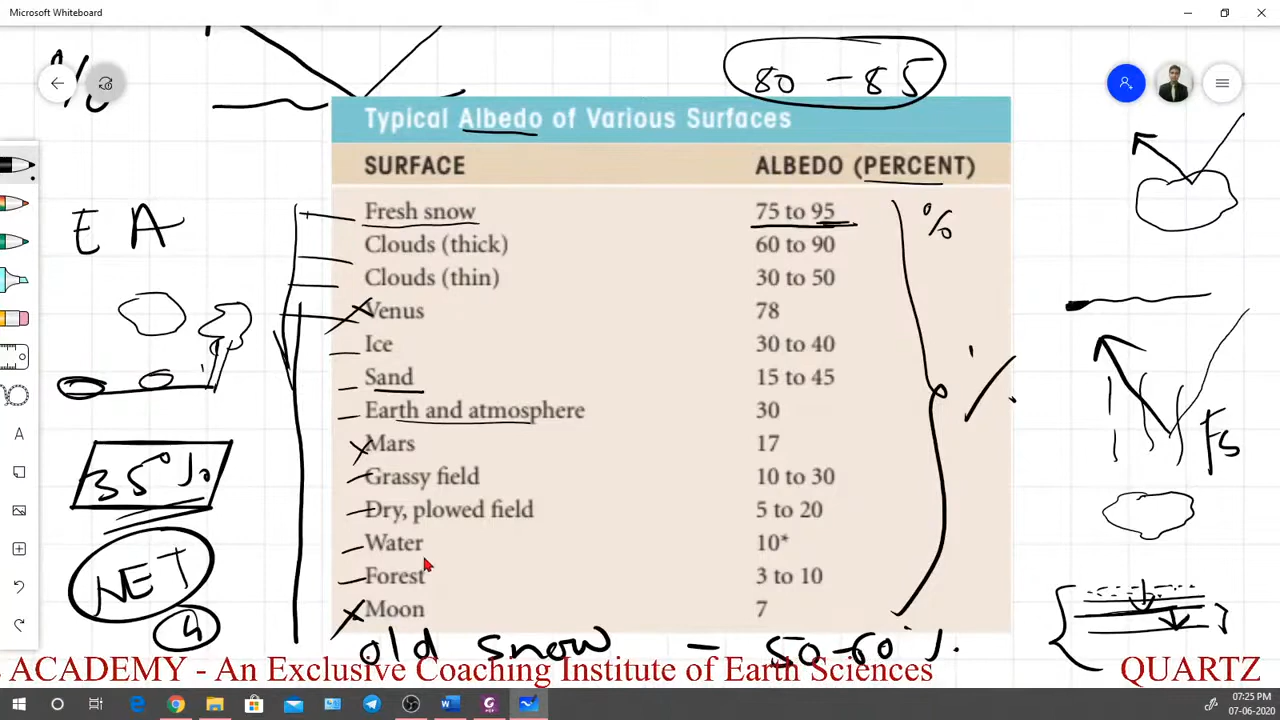 Microsoft Whiteboard
%
80 - 85
Typical Albedo of Various Surfaces
SURFACE ALBEDO (PERCENT)
Fresh snow 75 to 95
%
Clouds (thick) 60 to 90
E A
Clouds (thin) 30 to 50
Venus 78
Ice 30 to 40
Sand 15 to 45
%
Earth and atmosphere 30
Mars 17
FS
Grassy field 10 to 30
35%
Dry, plowed field 5 to 20
Water 10*
NET
Forest 3 to 10
Moon 7
4
old snow - 50-60%.
ACADEMY - An Exclusive Coaching Institute of Earth Sciences QUARTZ
07:25 PM
07-06-2020